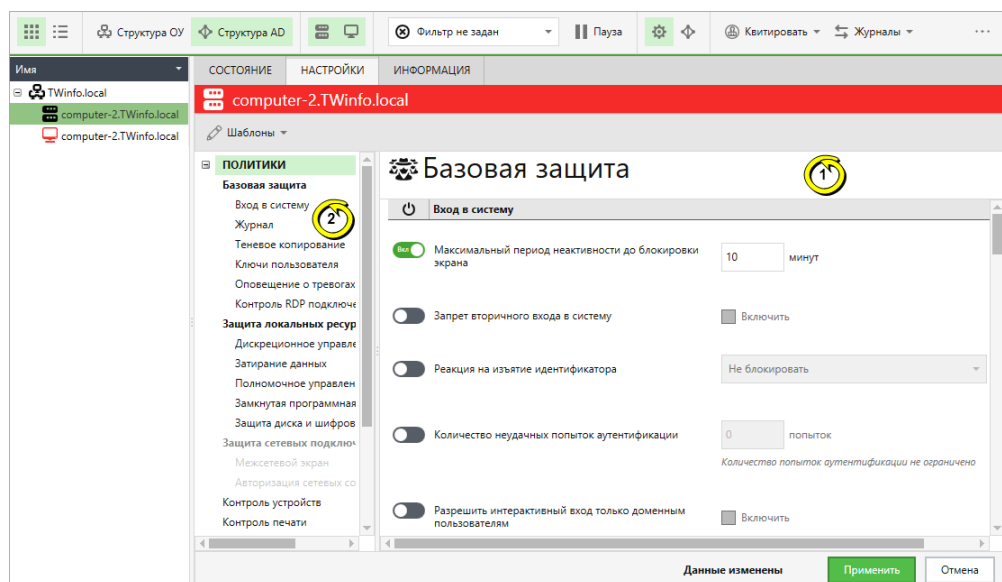 Структура ОУ
Структура AD
Фильтр не задан
Пауза
Квитировать
Журналы
...
Имя
СОСТОЯНИЕ
НАСТРОЙКИ
ИНФОРМАЦИЯ
TWinfo.local
computer-2.TWinfo.local
computer-2.TWinfo.local
computer-2.TWinfo.local
Шаблоны
ПОЛИТИКИ
Базовая защита
Вход в систему
2
Журнал
Теневое копирование
Ключи пользователя
Оповещение о тревогах
Контроль RDP подключе
Защита локальных ресур
Дискреционное управле
Затирание данных
Полномочное управлен
Замкнутая программная
Защита диска и шифров
Защита сетевых подключ
Межсетевой экран
Авторизация сетевых со
Контроль устройств
Контроль печати
Базовая защита
1
Вход в систему
Вкл
Максимальный период неактивности до блокировки
экрана
10 минут
Запрет вторичного входа в систему
Включить
Реакция на изъятие идентификатора
Не блокировать
Количество неудачных попыток аутентификации
0 попыток
Количество попыток аутентификации не ограничено
Разрешить интерактивный вход только доменным
пользователям
Включить
Данные изменены
Применить
Отмена